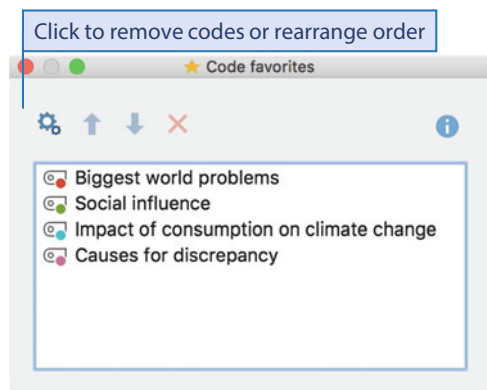 Click to remove codes or rearrange order
Code favorites
Biggest world problems
Social influence
Impact of consumption on climate change
Causes for discrepancy